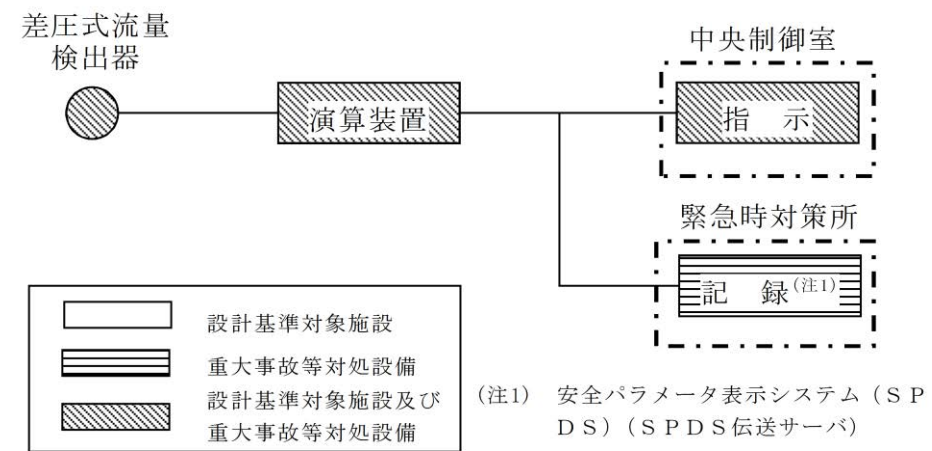 差圧式流量
検出器
演算装置
中央制御室
指 示
緊急時対策所
記 録(注1)
設計基準対象施設
重大事故等対処設備
設計基準対象施設及び
重大事故等対処設備
(注1) 安全パラメータ表示システム(SP
DS)(SPDS伝送サーバ)